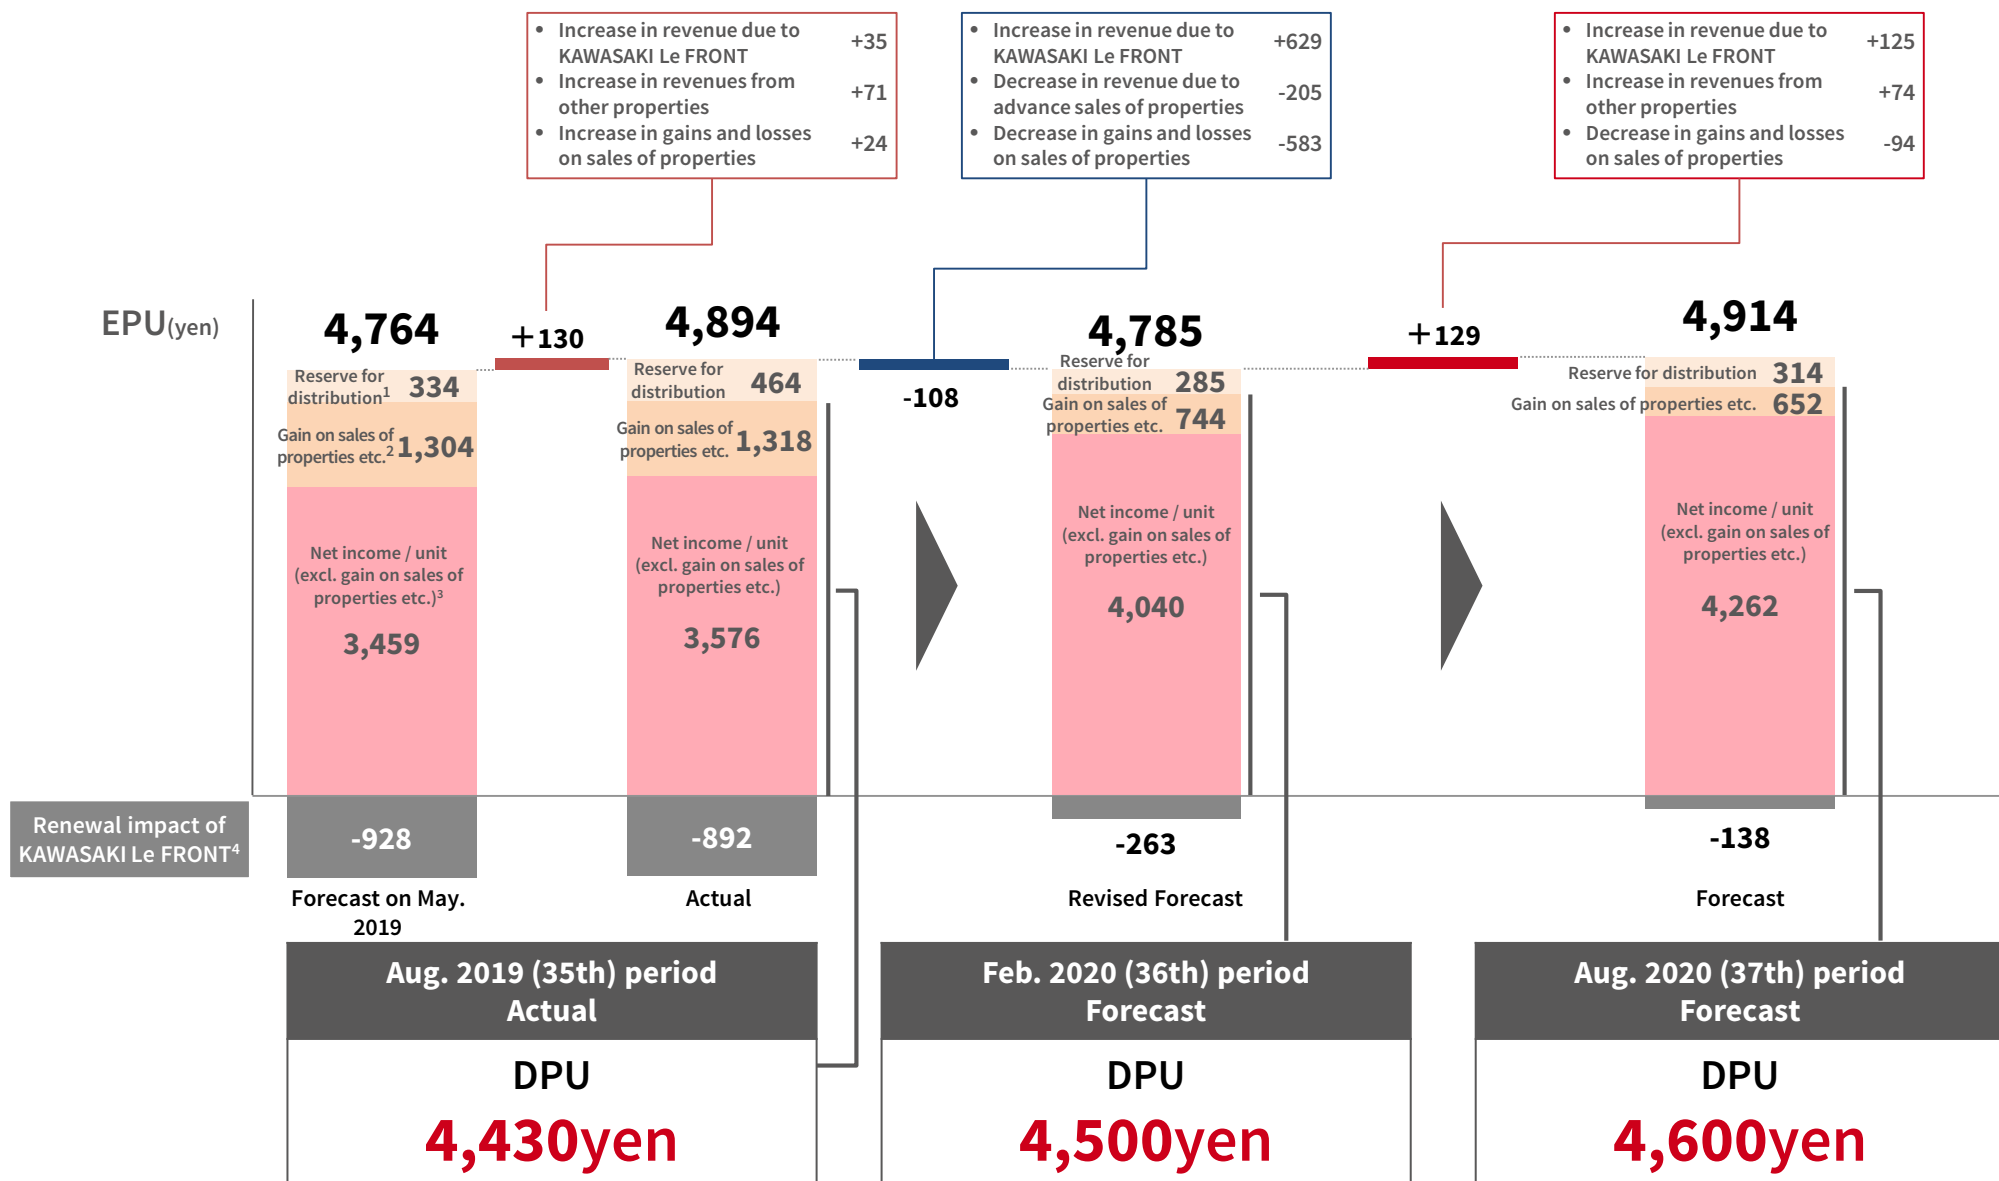 • Increase in revenue due to
KAWASAKI Le FRONT +35
• Increase in revenues from
other properties +71
• Increase in gains and losses
on sales of properties +24
• Increase in revenue due to
KAWASAKI Le FRONT +629
• Decrease in revenue due to
advance sales of properties -205
• Decrease in gains and losses
on sales of properties -583
• Increase in revenue due to
KAWASAKI Le FRONT +125
• Increase in revenues from
other properties +74
• Decrease in gains and losses
on sales of properties -94
EPU(yen)
4,764
Reserve for
distribution1 334
Gain on sales of
properties etc.2 1,304
Net income / unit
(excl. gain on sales of
properties etc.)3
3,459
+130
4,894
Reserve for
distribution 464
Gain on sales of
properties etc. 1,318
Net income / unit
(excl. gain on sales of
properties etc.)
3,576
-108
4,785
Reserve for
distribution 285
Gain on sales of
properties etc. 744
Net income / unit
(excl. gain on sales of
properties etc.)
4,040
+129
4,914
Reserve for distribution 314
Gain on sales of properties etc. 652
Net income / unit
(excl. gain on sales of
properties etc.)
4,262
Renewal impact of
KAWASAKI Le FRONT4
-928
-892
-263
-138
Forecast on May.
2019
Actual
Revised Forecast
Forecast
Aug. 2019 (35th) period
Actual
DPU
4,430yen
Feb. 2020 (36th) period
Forecast
DPU
4,500yen
Aug. 2020 (37th) period
Forecast
DPU
4,600yen